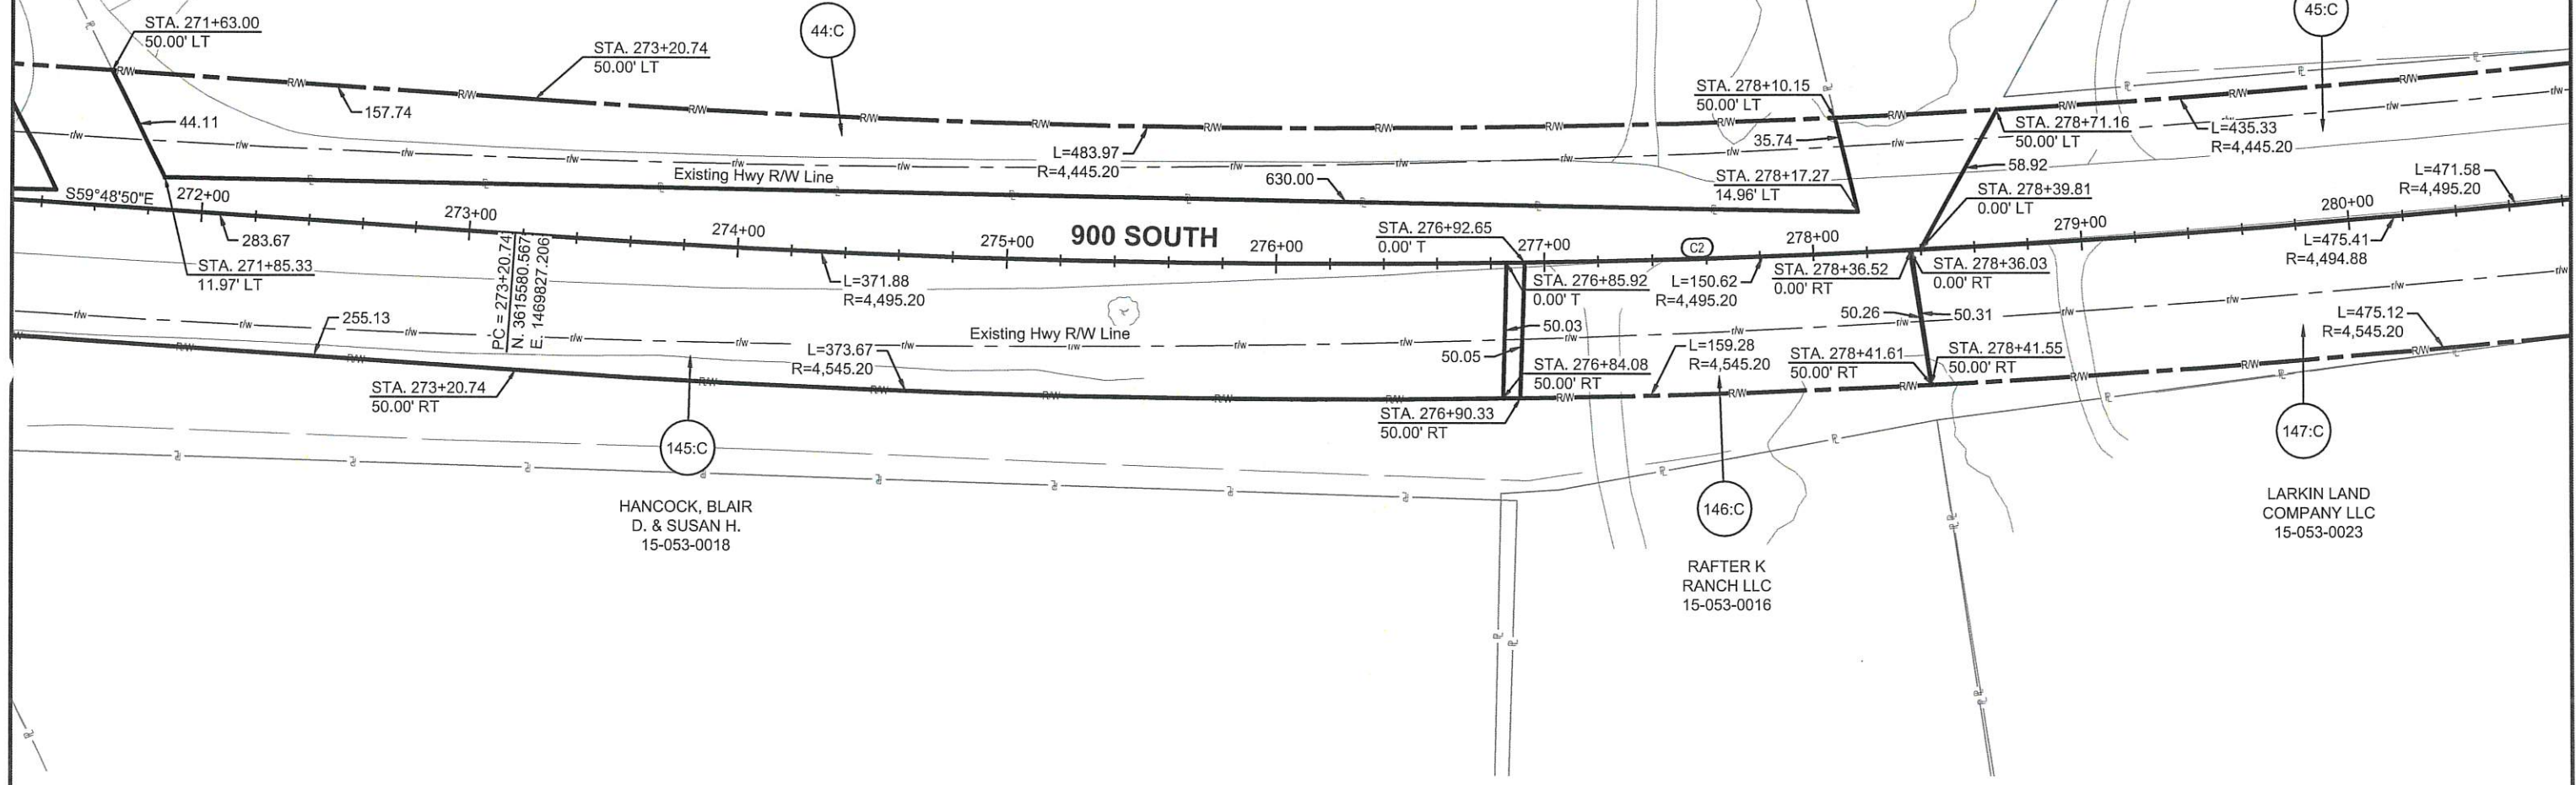 STA. 271+63.00
50.00' LT
44:C
45:C
STA. 273+20.74
50.00' LT
157.74
44.11
STA. 278+10.15
50.00' LT
35.74
STA. 278+71.16
50.00' LT
L=435.33
R=4,445.20
L=483.97
R=4,445.20
Existing Hwy R/W Line
630.00
58.92
STA. 278+17.27
14.96' LT
STA. 278+39.81
0.00' LT
L=471.58
R=4,495.20
S59°48'50"E
272+00
273+00
274+00
275+00
900 SOUTH
276+00
STA. 276+92.65
0.00' T
277+00
C2
278+00
279+00
280+00
283.67
STA. 271+85.33
11.97' LT
PC = 273+20.74
N. 3615580.567
E. 1469827.206
L=371.88
R=4,495.20
STA. 276+85.92
0.00' T
L=150.62
R=4,495.20
STA. 278+36.52
0.00' RT
STA. 278+36.03
0.00' RT
L=475.41
R=4,494.88
255.13
Existing Hwy R/W Line
50.03
50.05
50.26
50.31
L=475.12
R=4,545.20
L=373.67
R=4,545.20
STA. 276+84.08
50.00' RT
L=159.28
R=4,545.20
STA. 278+41.61
50.00' RT
STA. 278+41.55
50.00' RT
STA. 273+20.74
50.00' RT
STA. 276+90.33
50.00' RT
145:C
HANCOCK, BLAIR
D. & SUSAN H.
15-053-0018
146:C
RAFTER K
RANCH LLC
15-053-0016
147:C
LARKIN LAND
COMPANY LLC
15-053-0023